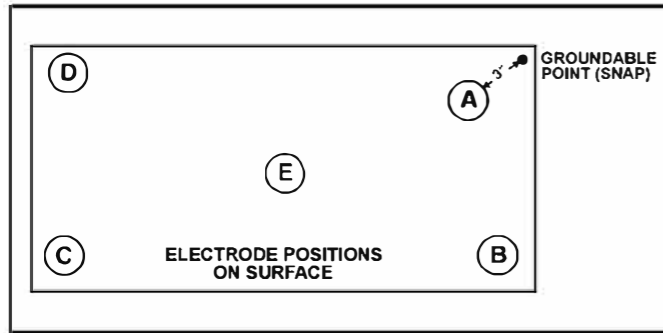 D
GROUNDABLE
POINT (SNAP)
3"
A
E
C
ELECTRODE POSITIONS
ON SURFACE
B